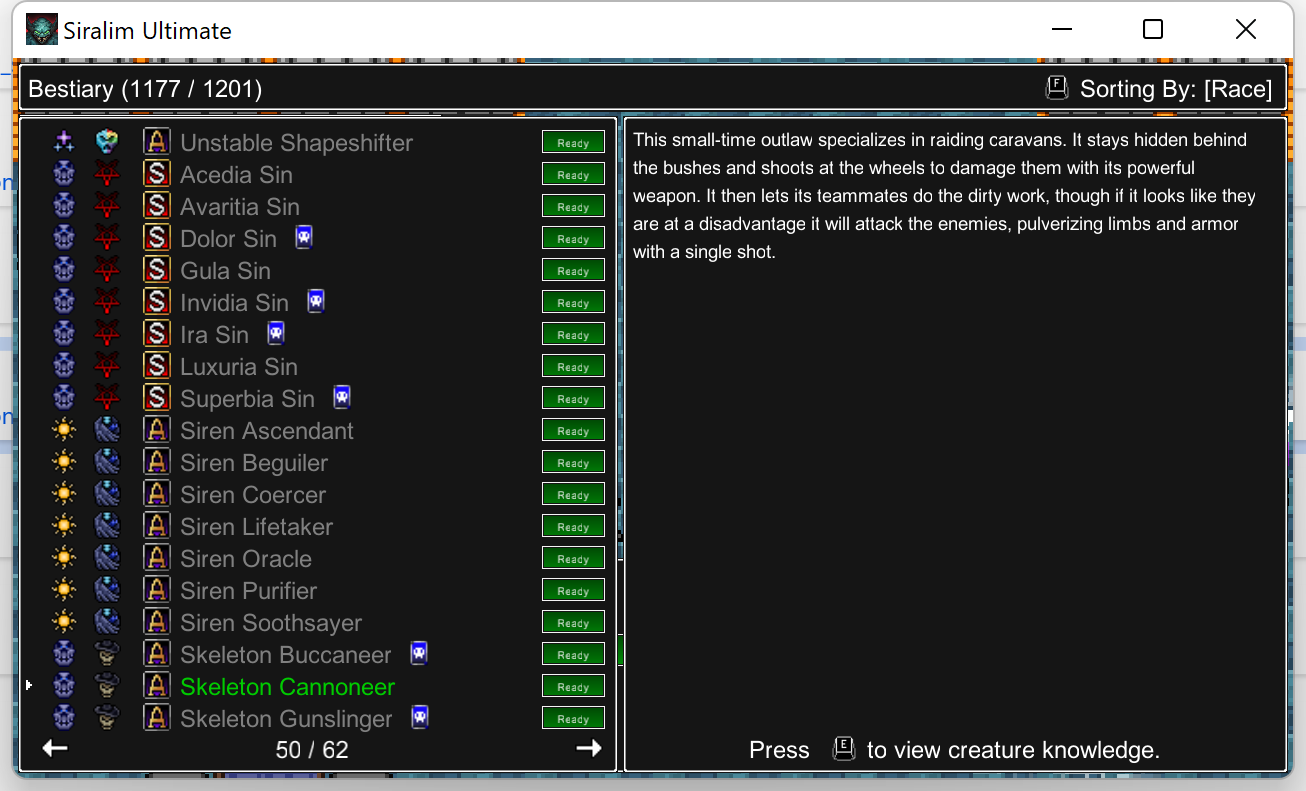 Siralim Ultimate
Bestiary (1177 / 1201)
F Sorting By: [Race]
A Unstable Shapeshifter Ready
S Acedia Sin Ready
S Avaritia Sin Ready
S Dolor Sin Ready
S Gula Sin Ready
S Invidia Sin Ready
S Ira Sin Ready
S Luxuria Sin Ready
S Superbia Sin Ready
A Siren Ascendant Ready
A Siren Beguiler Ready
A Siren Coercer Ready
A Siren Lifetaker Ready
A Siren Oracle Ready
A Siren Purifier Ready
A Siren Soothsayer Ready
A Skeleton Buccaneer Ready
A Skeleton Cannoneer Ready
A Skeleton Gunslinger Ready
50 / 62
This small-time outlaw specializes in raiding caravans. It stays hidden behind
the bushes and shoots at the wheels to damage them with its powerful
weapon. It then lets its teammates do the dirty work, though if it looks like they
are at a disadvantage it will attack the enemies, pulverizing limbs and armor
with a single shot.
Press E to view creature knowledge.